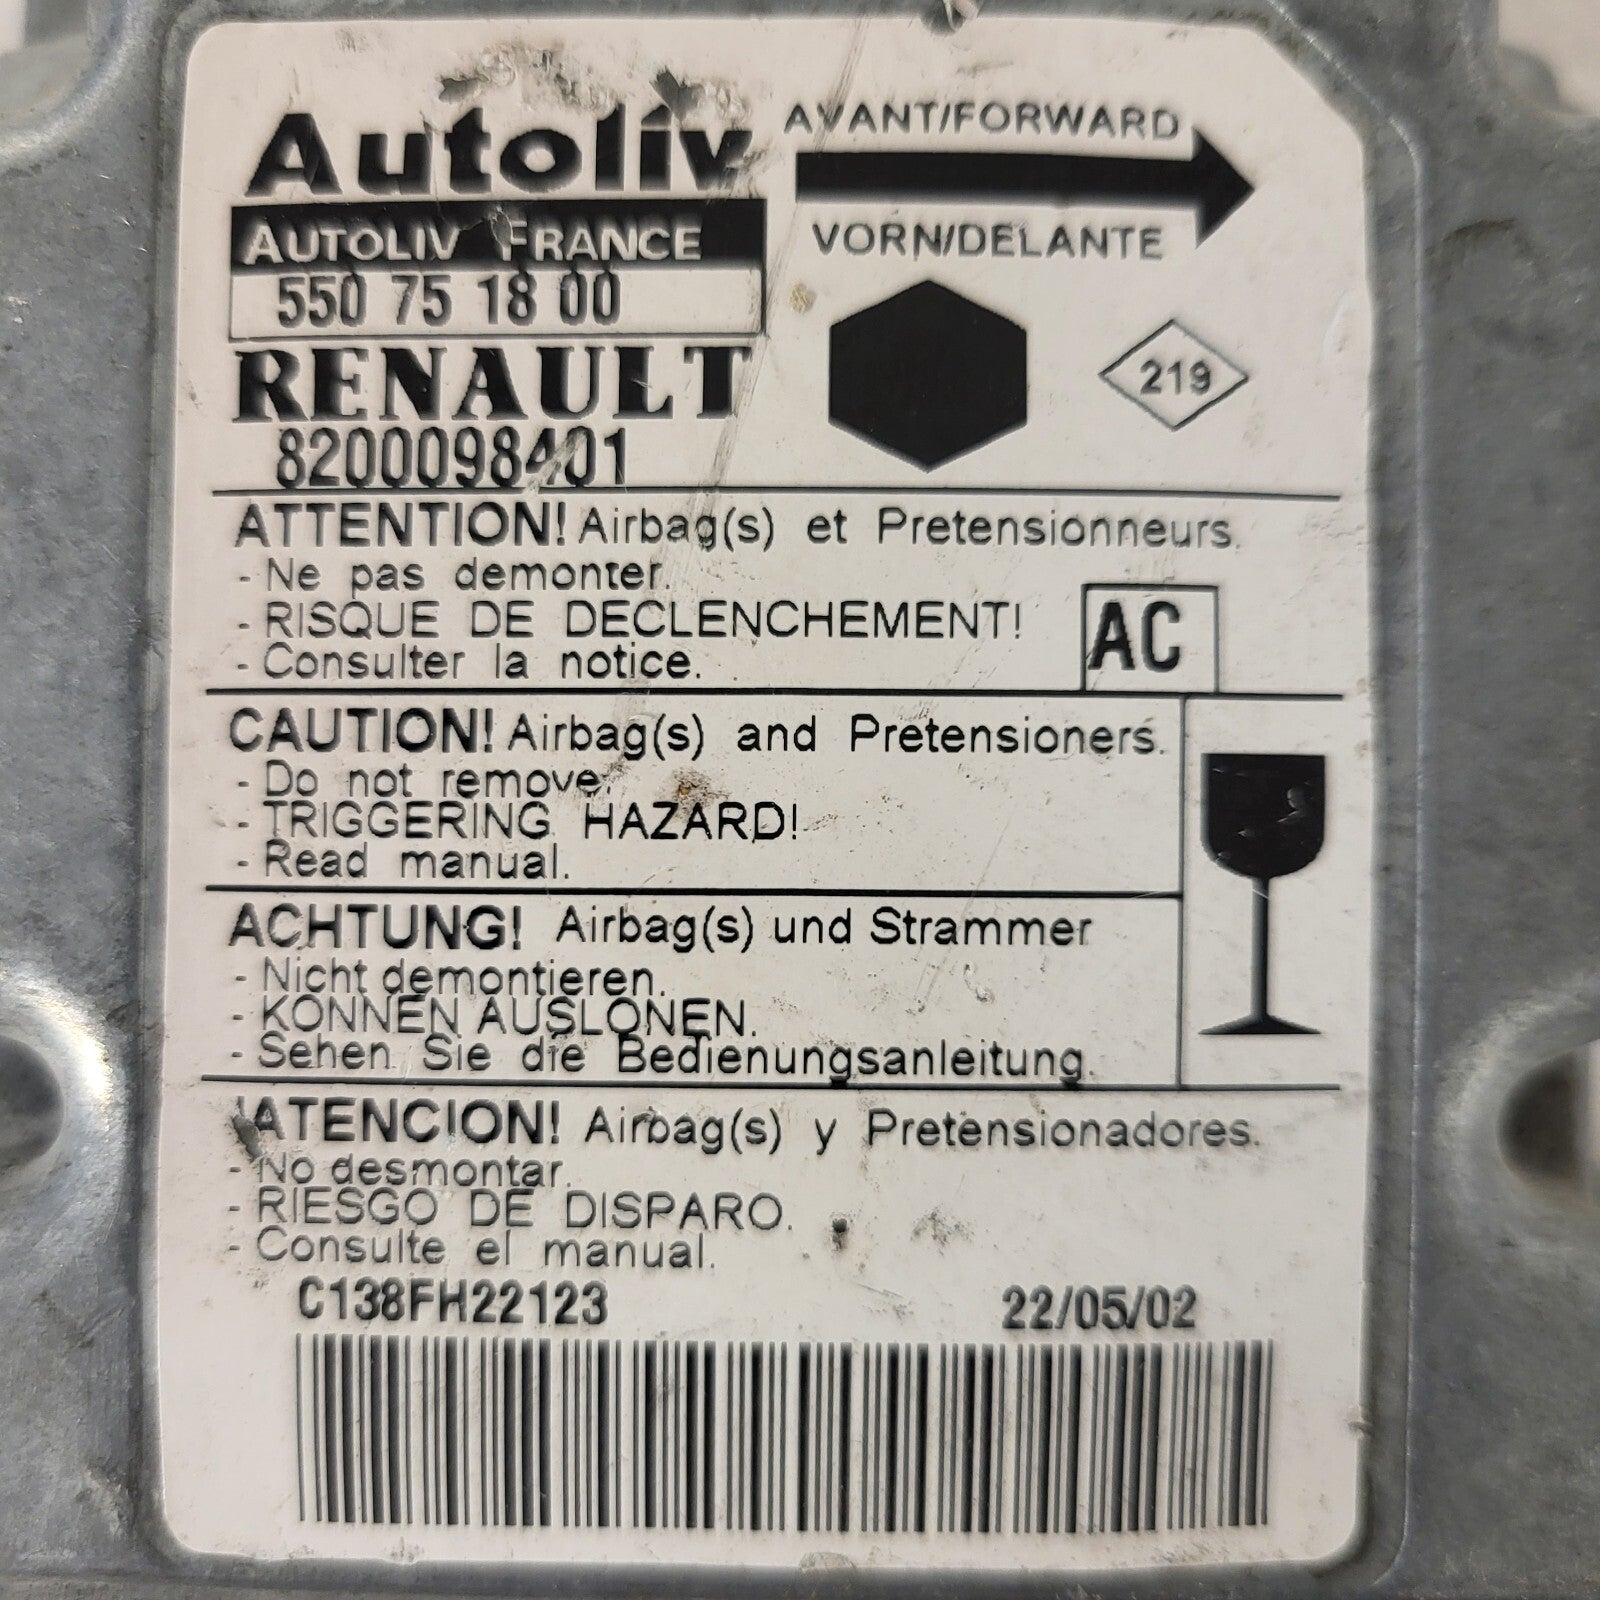 Autoliv
AVANT/FORWARD
AUTOLIV FRANCE
VORN/DELANTE
550 75 18 00
RENAULT
219
8200098401
ATTENTION! Airbag(s) et Pretensionneurs.
- Ne pas demonter.
- RISQUE DE DECLENCHEMENT!
- Consulter la notice.
AC
CAUTION! Airbag(s) and Pretensioners.
- Do not remove.
- TRIGGERING HAZARD!
- Read manual.
ACHTUNG! Airbag(s) und Strammer
- Nicht demontieren.
- KONNEN AUSLONEN.
- Sehen Sie die Bedienungsanleitung.
!ATENCION! Airbag(s) y Pretensionadores.
- No desmontar.
- RIESGO DE DISPARO.
- Consulte el manual.
C138FH22123 22/05/02